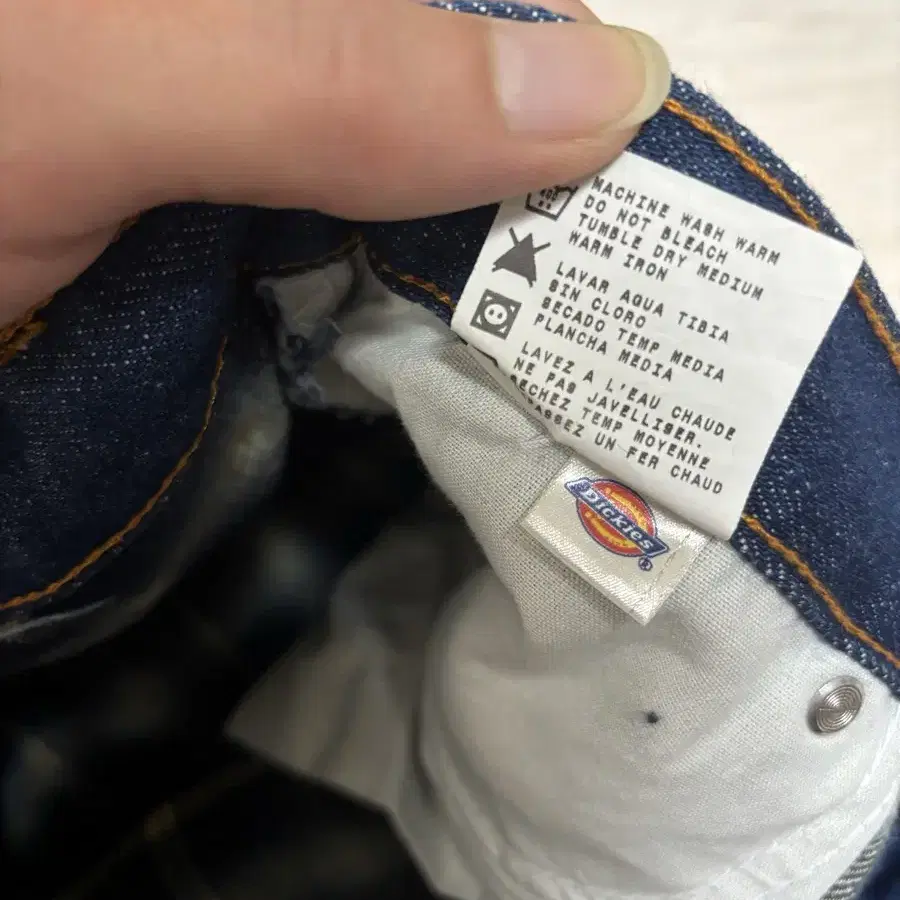 MACHINE WASH WARM
DO NOT BLEACH
TUMBLE DRY MEDIUM
WARM IRON
LAVAR AGUA TIBIA
SIN CLORO
SECADO TEMP MEDIA
PLANCHA MEDIA
LAVEZ A L'EAU CHAUDE
NE PAS JAVELLISER.
SECHEZ TEMP MOYENNE
UN FER CHAUD
Dickies®